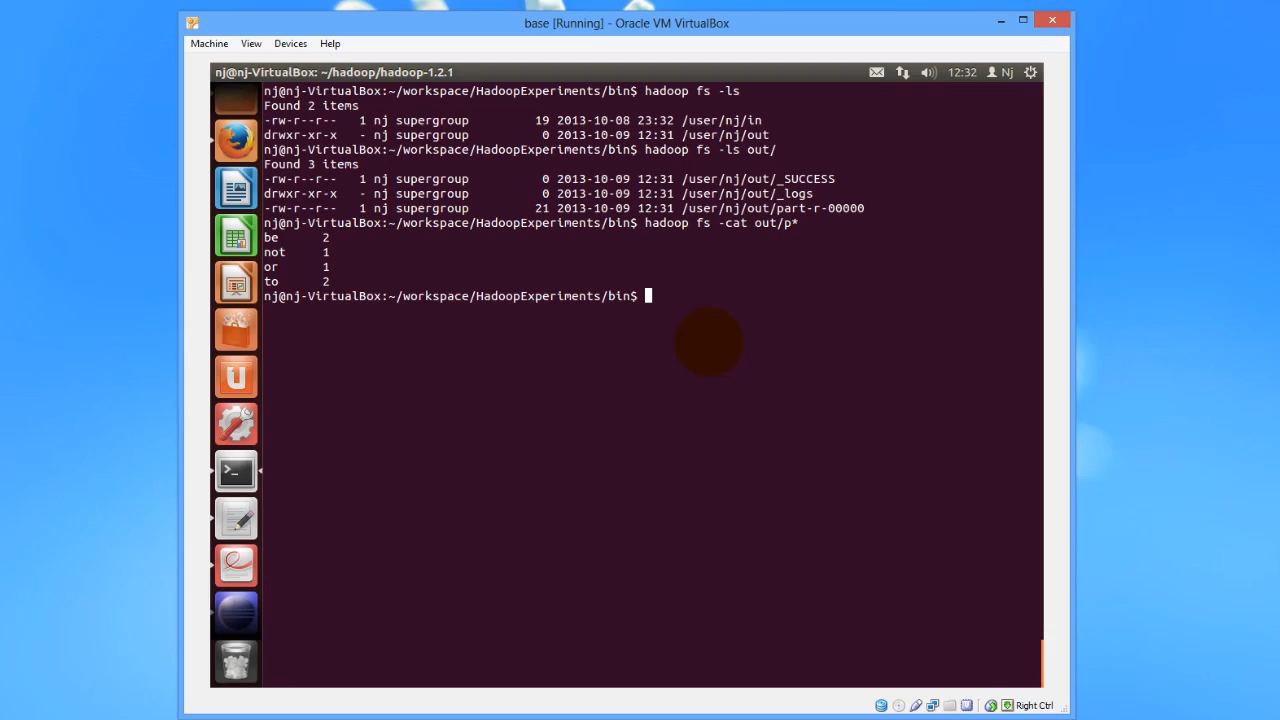 base [Running] - Oracle VM VirtualBox
Machine View Devices Help
nj@nj-VirtualBox: ~/hadoop/hadoop-1.2.1 12:32 Nj
nj@nj-VirtualBox:~/workspace/HadoopExperiments/bin$ hadoop fs -ls
Found 2 items
-rw-r--r-- 1 nj supergroup 19 2013-10-08 23:32 /user/nj/in
drwxr-xr-x - nj supergroup 0 2013-10-09 12:31 /user/nj/out
nj@nj-VirtualBox:~/workspace/HadoopExperiments/bin$ hadoop fs -ls out/
Found 3 items
-rw-r--r-- 1 nj supergroup 0 2013-10-09 12:31 /user/nj/out/_SUCCESS
drwxr-xr-x - nj supergroup 0 2013-10-09 12:31 /user/nj/out/_logs
-rw-r--r-- 1 nj supergroup 21 2013-10-09 12:31 /user/nj/out/part-r-00000
nj@nj-VirtualBox:~/workspace/HadoopExperiments/bin$ hadoop fs -cat out/p*
be 2
not 1
or 1
to 2
nj@nj-VirtualBox:~/workspace/HadoopExperiments/bin$
Right Ctrl